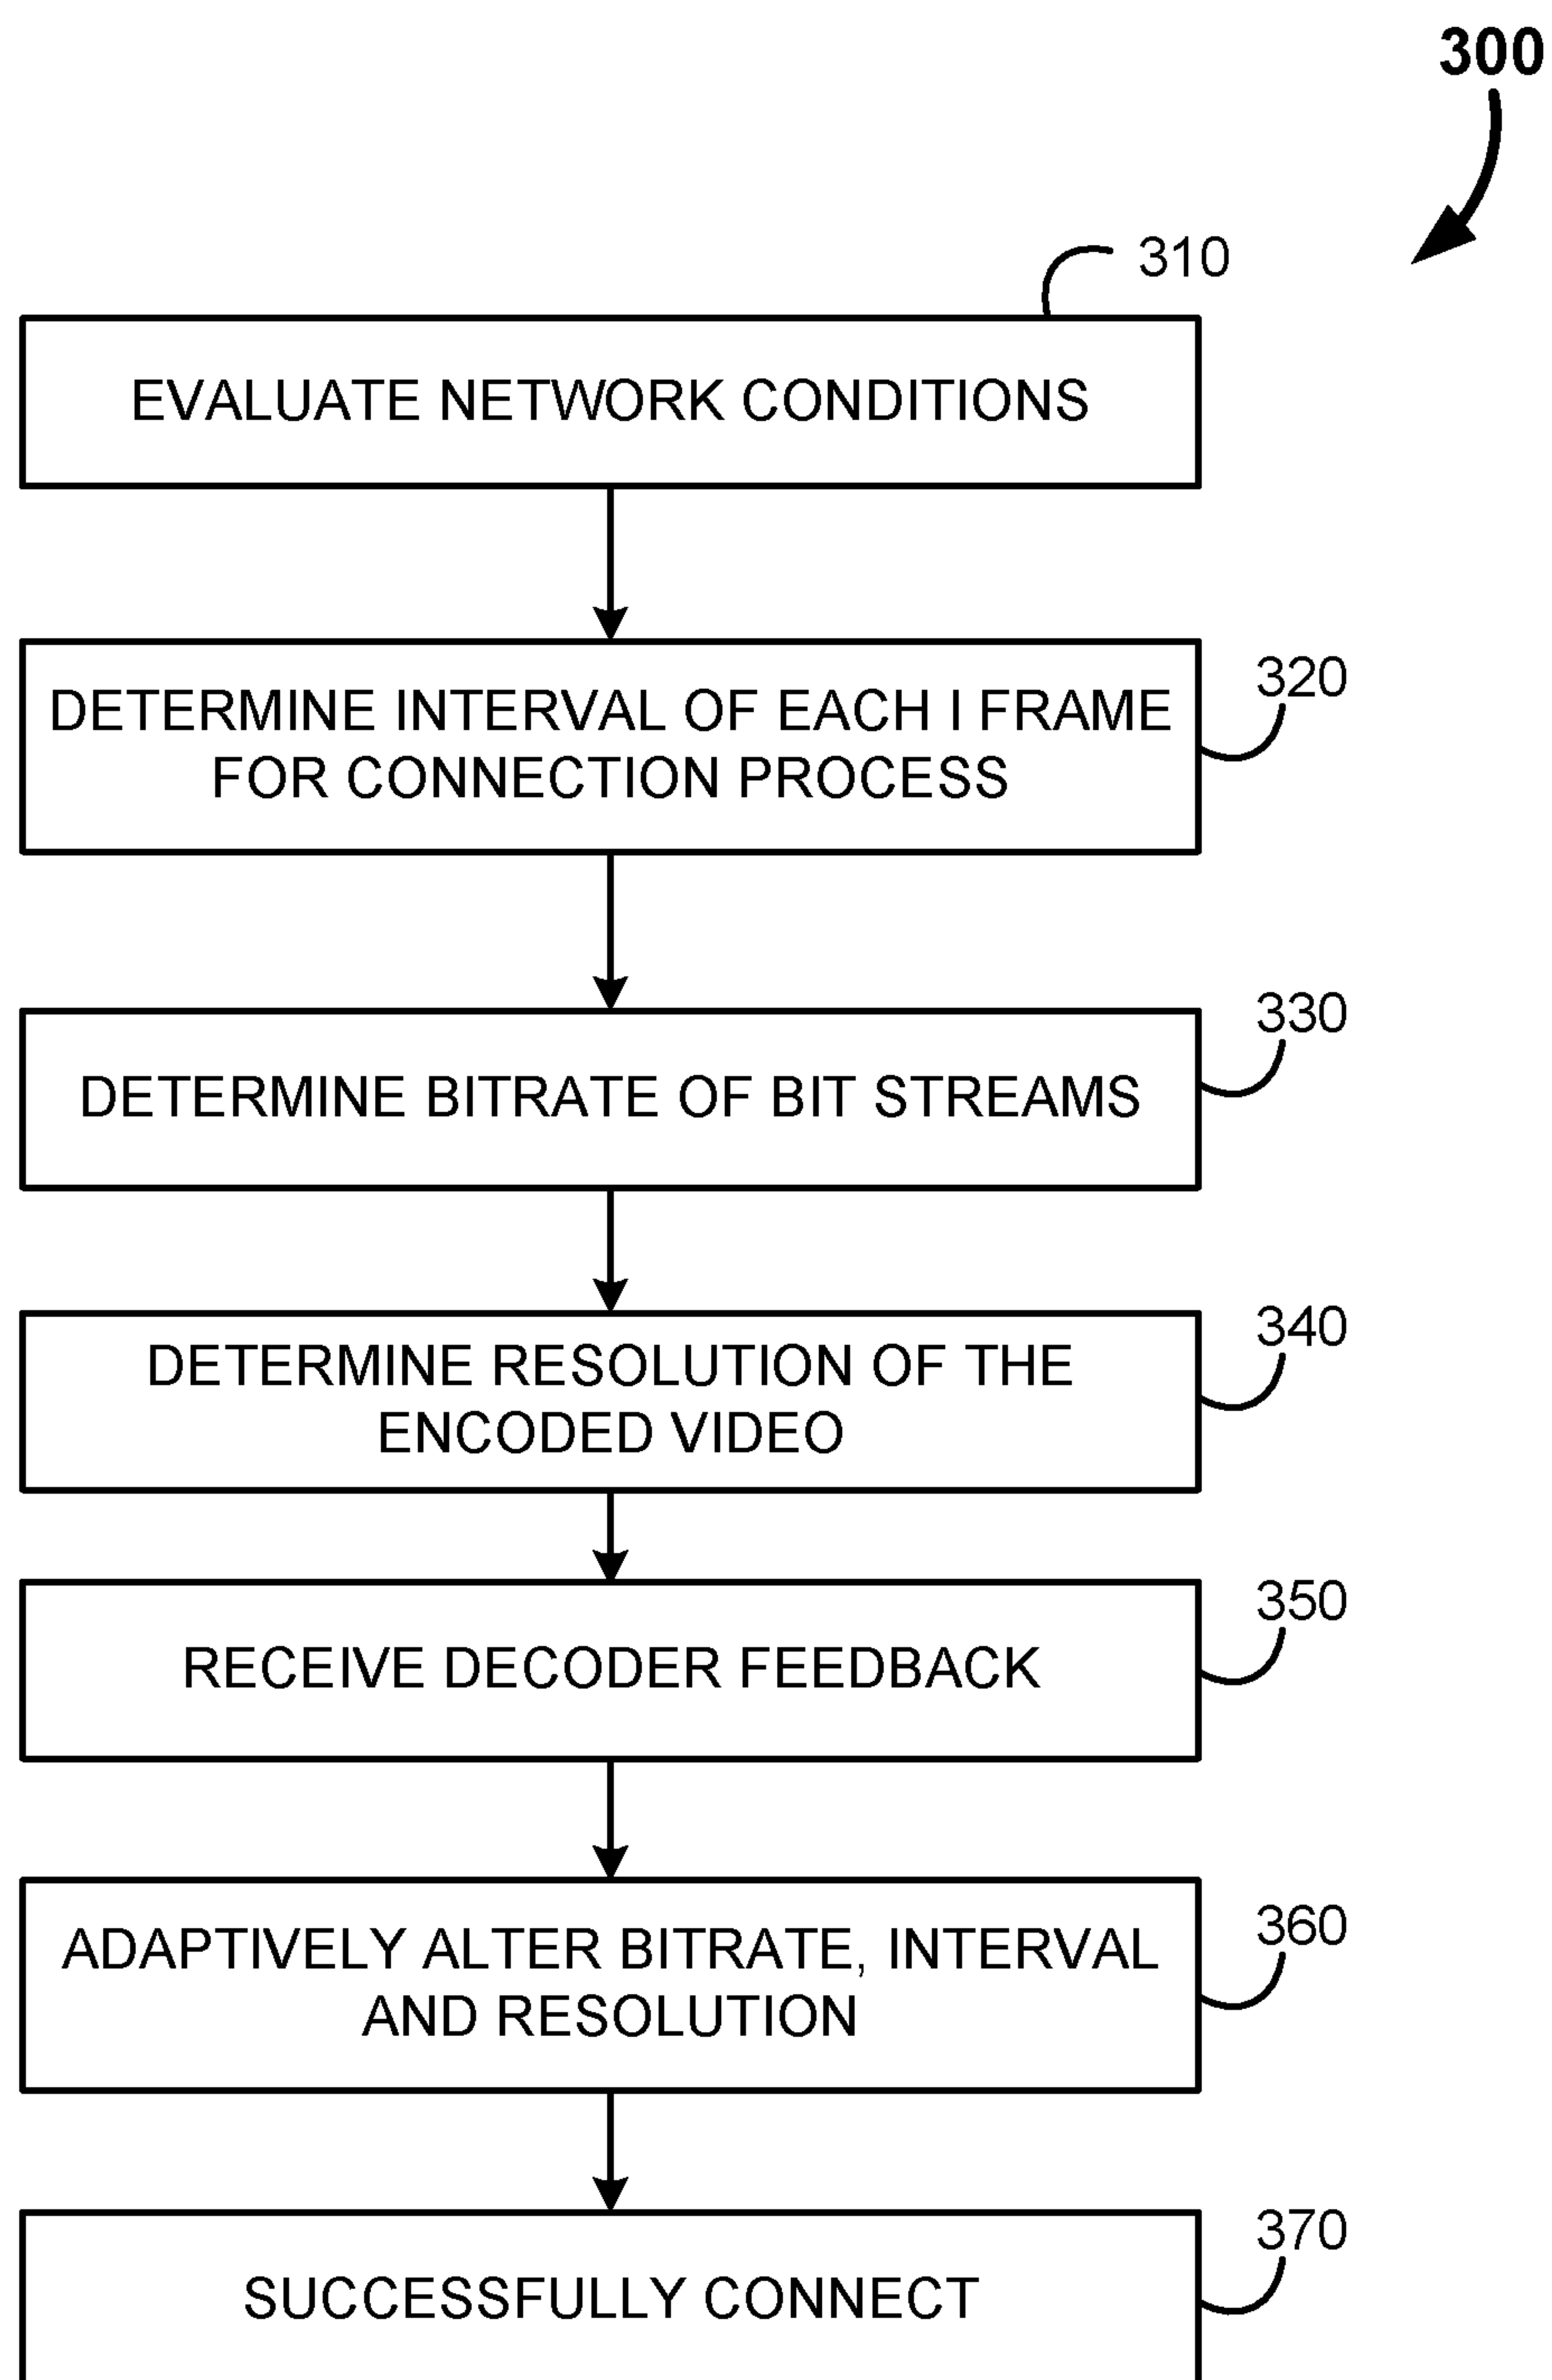 300
310
EVALUATE NETWORK CONDITIONS
320
DETERMINE INTERVAL OF EACH I FRAME
FOR CONNECTION PROCESS
330
DETERMINE BITRATE OF BIT STREAMS
340
DETERMINE RESOLUTION OF THE
ENCODED VIDEO
350
RECEIVE DECODER FEEDBACK
360
ADAPTIVELY ALTER BITRATE, INTERVAL
AND RESOLUTION
370
SUCCESSFULLY CONNECT